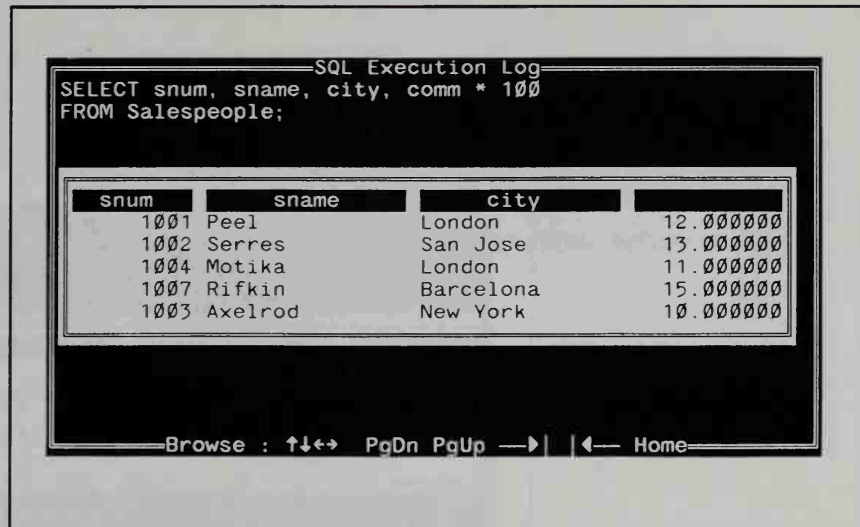 SQL Execution Log
SELECT snum, sname, city, comm * 100
FROM Salespeople;
snum sname city
1001 Peel London 12.000000
1002 Serres San Jose 13.000000
1004 Motika London 11.000000
1007 Rifkin Barcelona 15.000000
1003 Axelrod New York 10.000000
Browse : ↑↓←→ PgDn PgUp —▶| |◀— Home